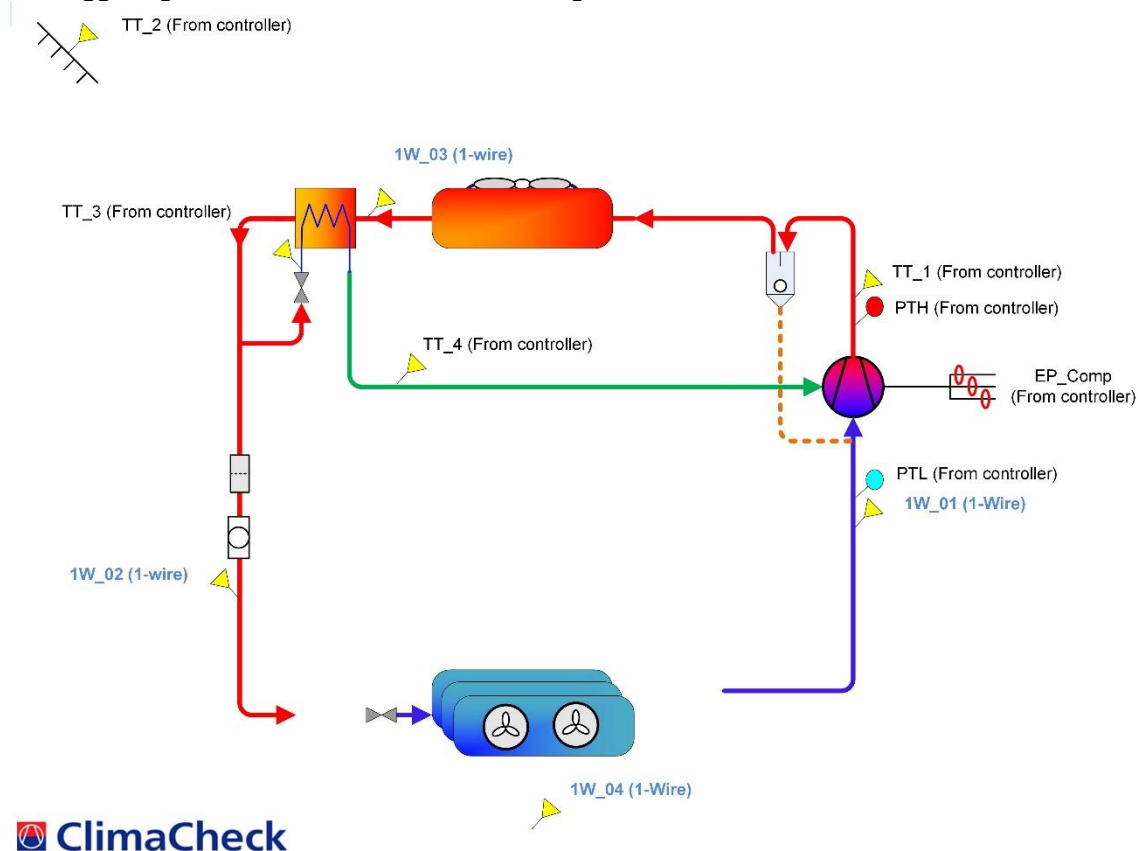 TT_2 (From controller)
1W_03 (1-wire)
TT_3 (From controller)
TT_1 (From controller)
PTH (From controller)
TT_4 (From controller)
EP_Comp
(From controller)
PTL (From controller)
1W_01 (1-Wire)
1W_02 (1-wire)
1W_04 (1-Wire)
ClimaCheck